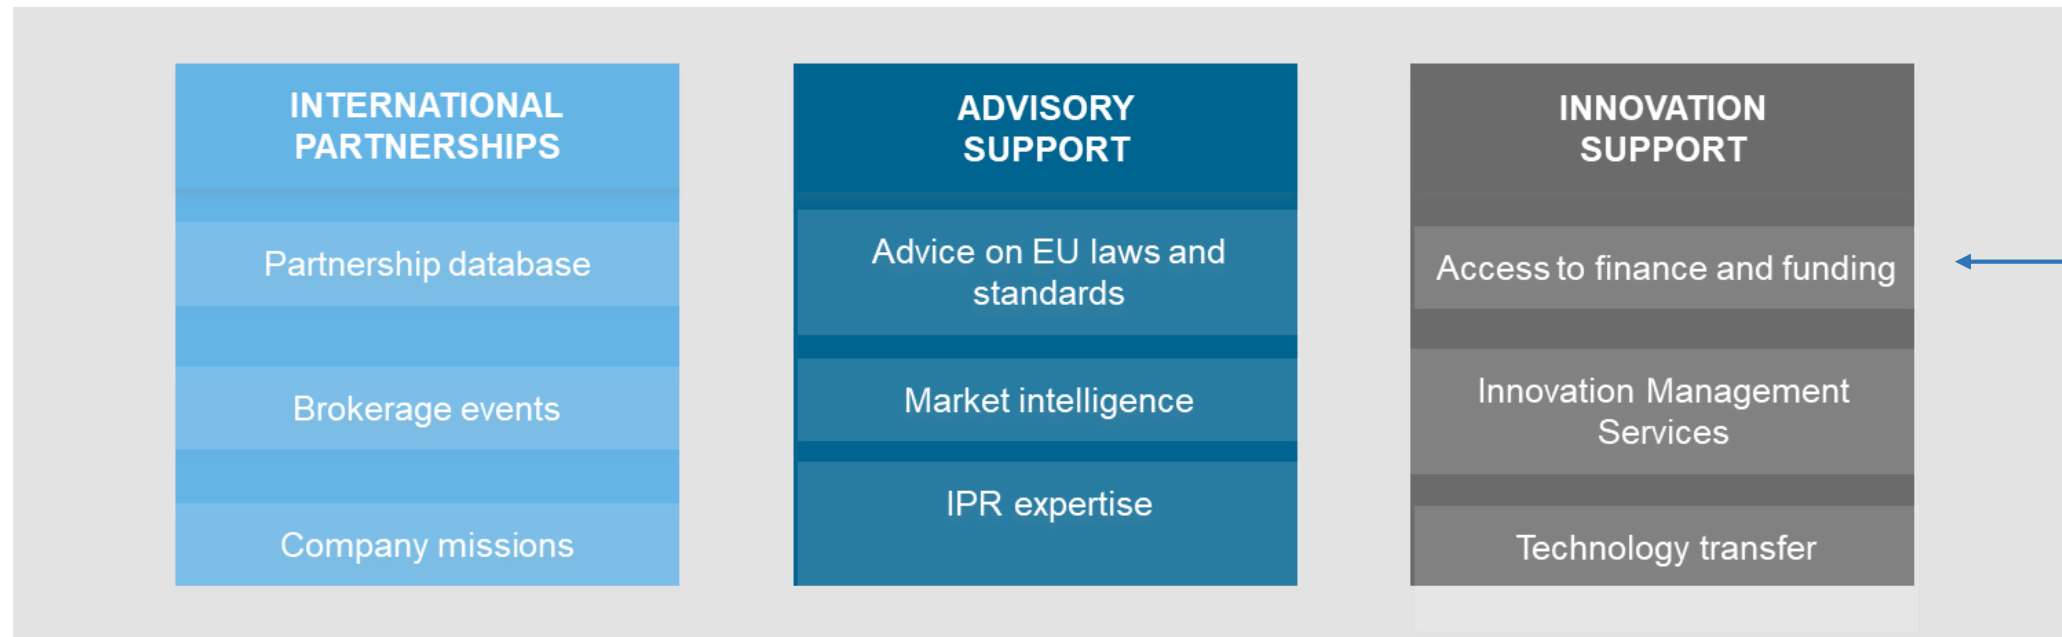 INTERNATIONAL
PARTNERSHIPS
Partnership database
Brokerage events
Company missions
ADVISORY
SUPPORT
Advice on EU laws and
standards
Market intelligence
IPR expertise
INNOVATION
SUPPORT
Access to finance and funding
Innovation Management
Services
Technology transfer